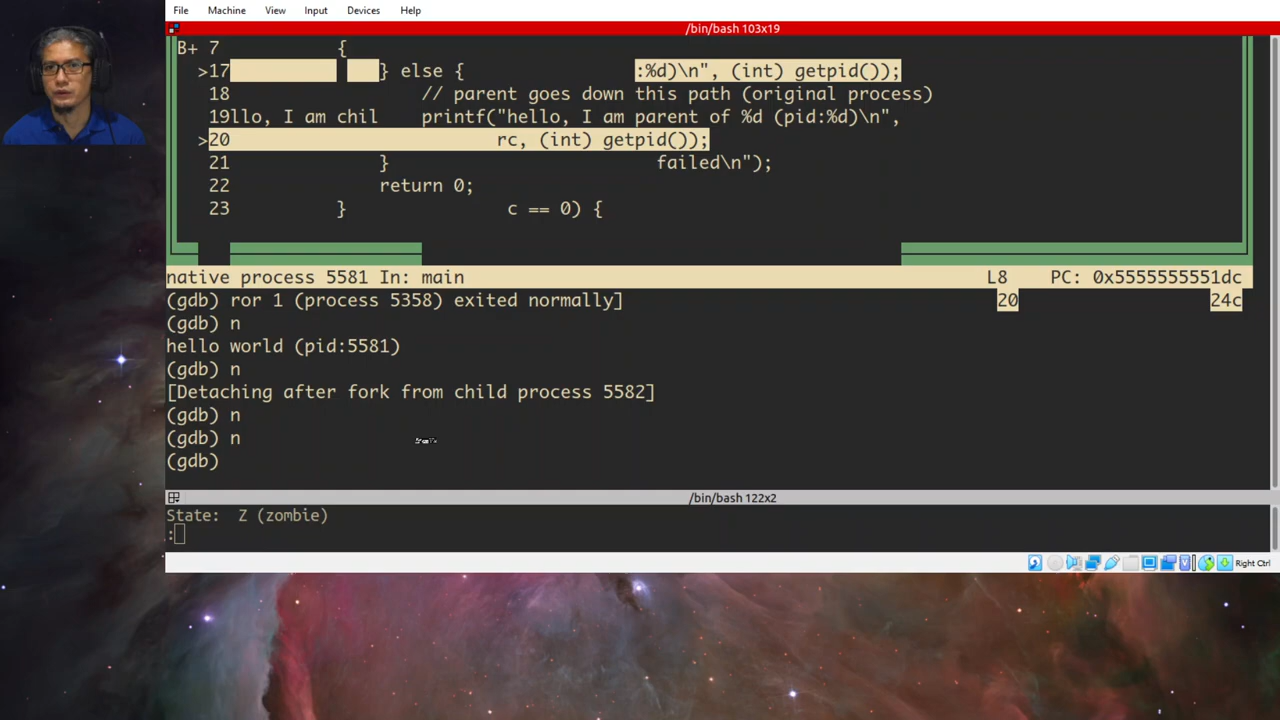 File Machine View Input Devices Help
/bin/bash 103x19
B+ 7 {
>17 } else { :%d)\n", (int) getpid());
18 // parent goes down this path (original process)
19llo, I am chil printf("hello, I am parent of %d (pid:%d)\n",
>20 rc, (int) getpid());
21 } failed\n");
22 return 0;
23 } c == 0) {
native process 5581 In: main L8 PC: 0x5555555551dc
(gdb) ror 1 (process 5358) exited normally] 20 24c
(gdb) n
hello world (pid:5581)
(gdb) n
[Detaching after fork from child process 5582]
(gdb) n
(gdb) n
(gdb)
/bin/bash 122x2
State: Z (zombie)
:
Right Ctrl